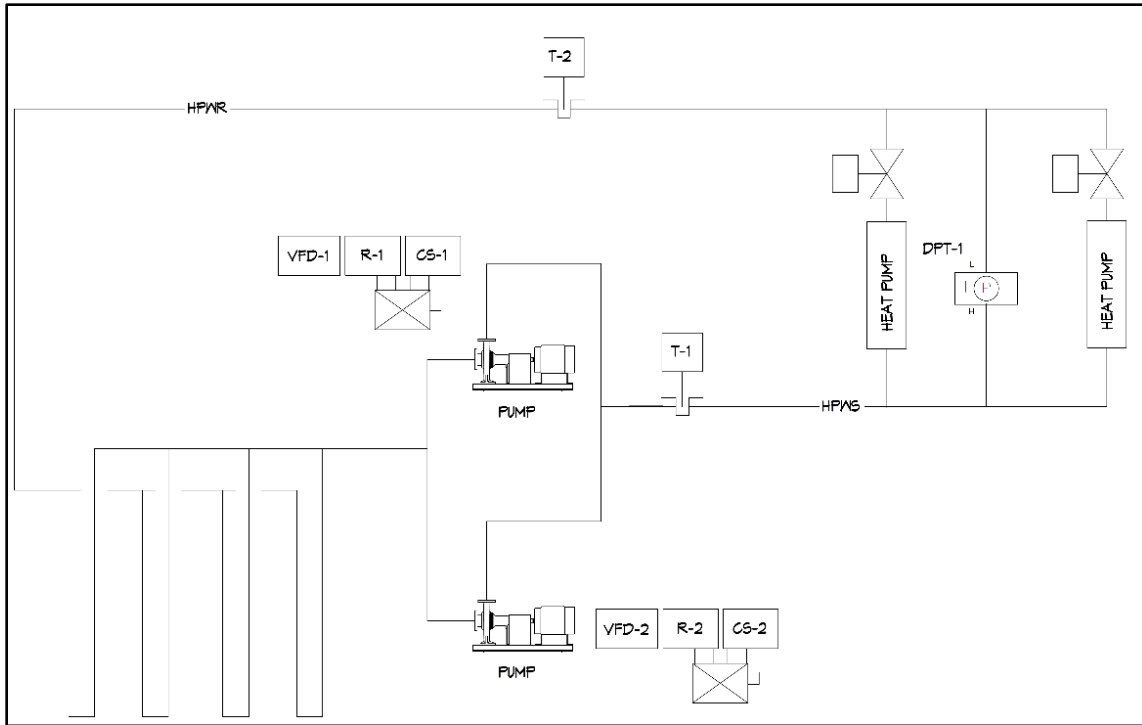 T-2
HPWR
VFD-1 R-1 CS-1
HEAT PUMP
DPT-1
L
P
H
HEAT PUMP
T-1
PUMP
HPWS
VFD-2 R-2 CS-2
PUMP